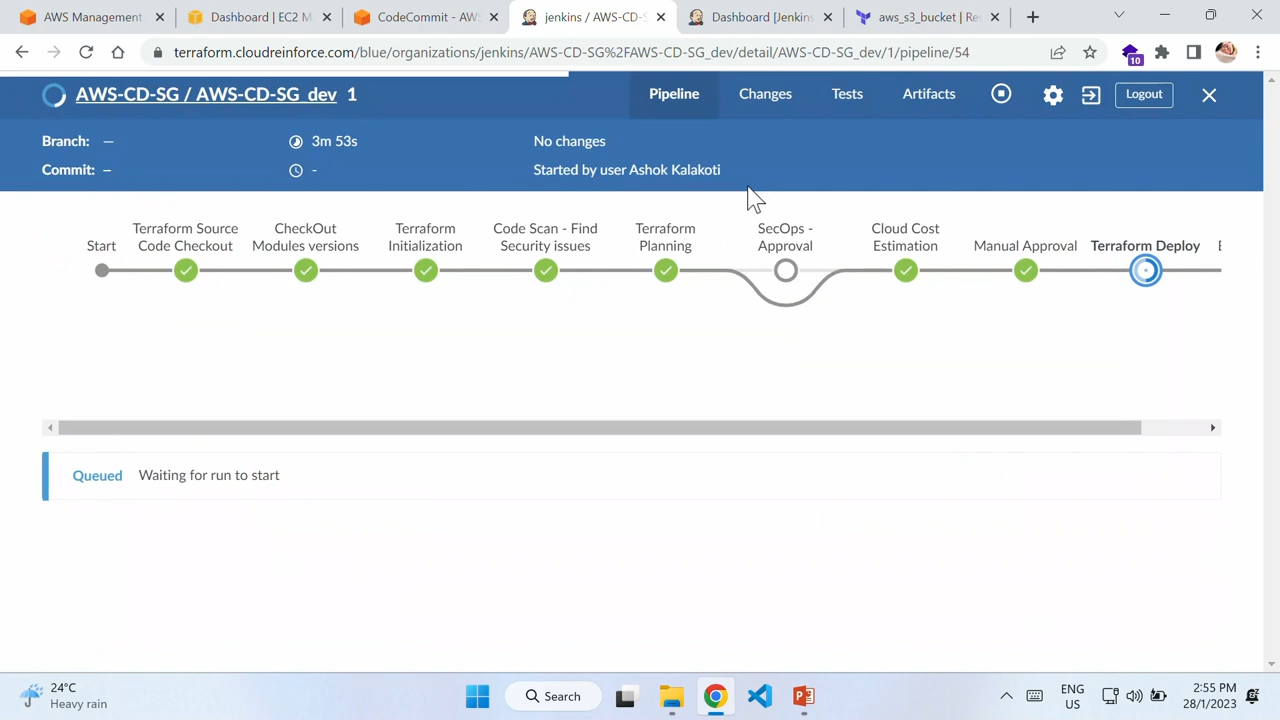 AWS Management
Dashboard | EC2 M
CodeCommit - AWS
jenkins / AWS-CD-S
Dashboard [Jenkins
aws_s3_bucket | Re
terraform.cloudreinforce.com/blue/organizations/jenkins/AWS-CD-SG%2FAWS-CD-SG_dev/detail/AWS-CD-SG_dev/1/pipeline/54
10
AWS-CD-SG / AWS-CD-SG_dev 1
Pipeline
Changes
Tests
Artifacts
Logout
Branch: —
3m 53s
No changes
Commit: –
-
Started by user Ashok Kalakoti
Start
Terraform Source
Code Checkout
CheckOut
Modules versions
Terraform
Initialization
Code Scan - Find
Security issues
Terraform
Planning
SecOps -
Approval
Cloud Cost
Estimation
Manual Approval
Terraform Deploy
Queued Waiting for run to start
24°C
Heavy rain
Search
ENG
US
2:55 PM
28/1/2023